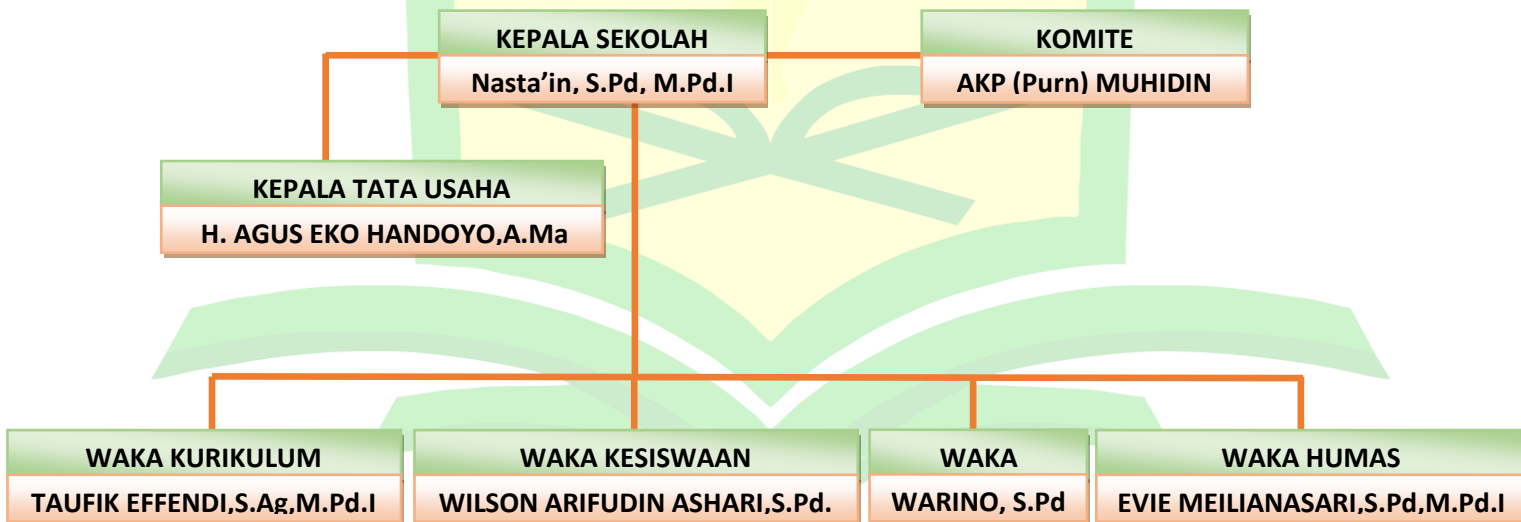 KEPALA SEKOLAH
Nasta’in, S.Pd, M.Pd.I
KOMITE
AKP (Purn) MUHIDIN
KEPALA TATA USAHA
H. AGUS EKO HANDOYO,A.Ma
WAKA KURIKULUM
TAUFIK EFFENDI,S.Ag,M.Pd.I
WAKA KESISWAAN
WILSON ARIFUDIN ASHARI,S.Pd.
WAKA
WARINO, S.Pd
WAKA HUMAS
EVIE MEILIANASARI,S.Pd,M.Pd.I